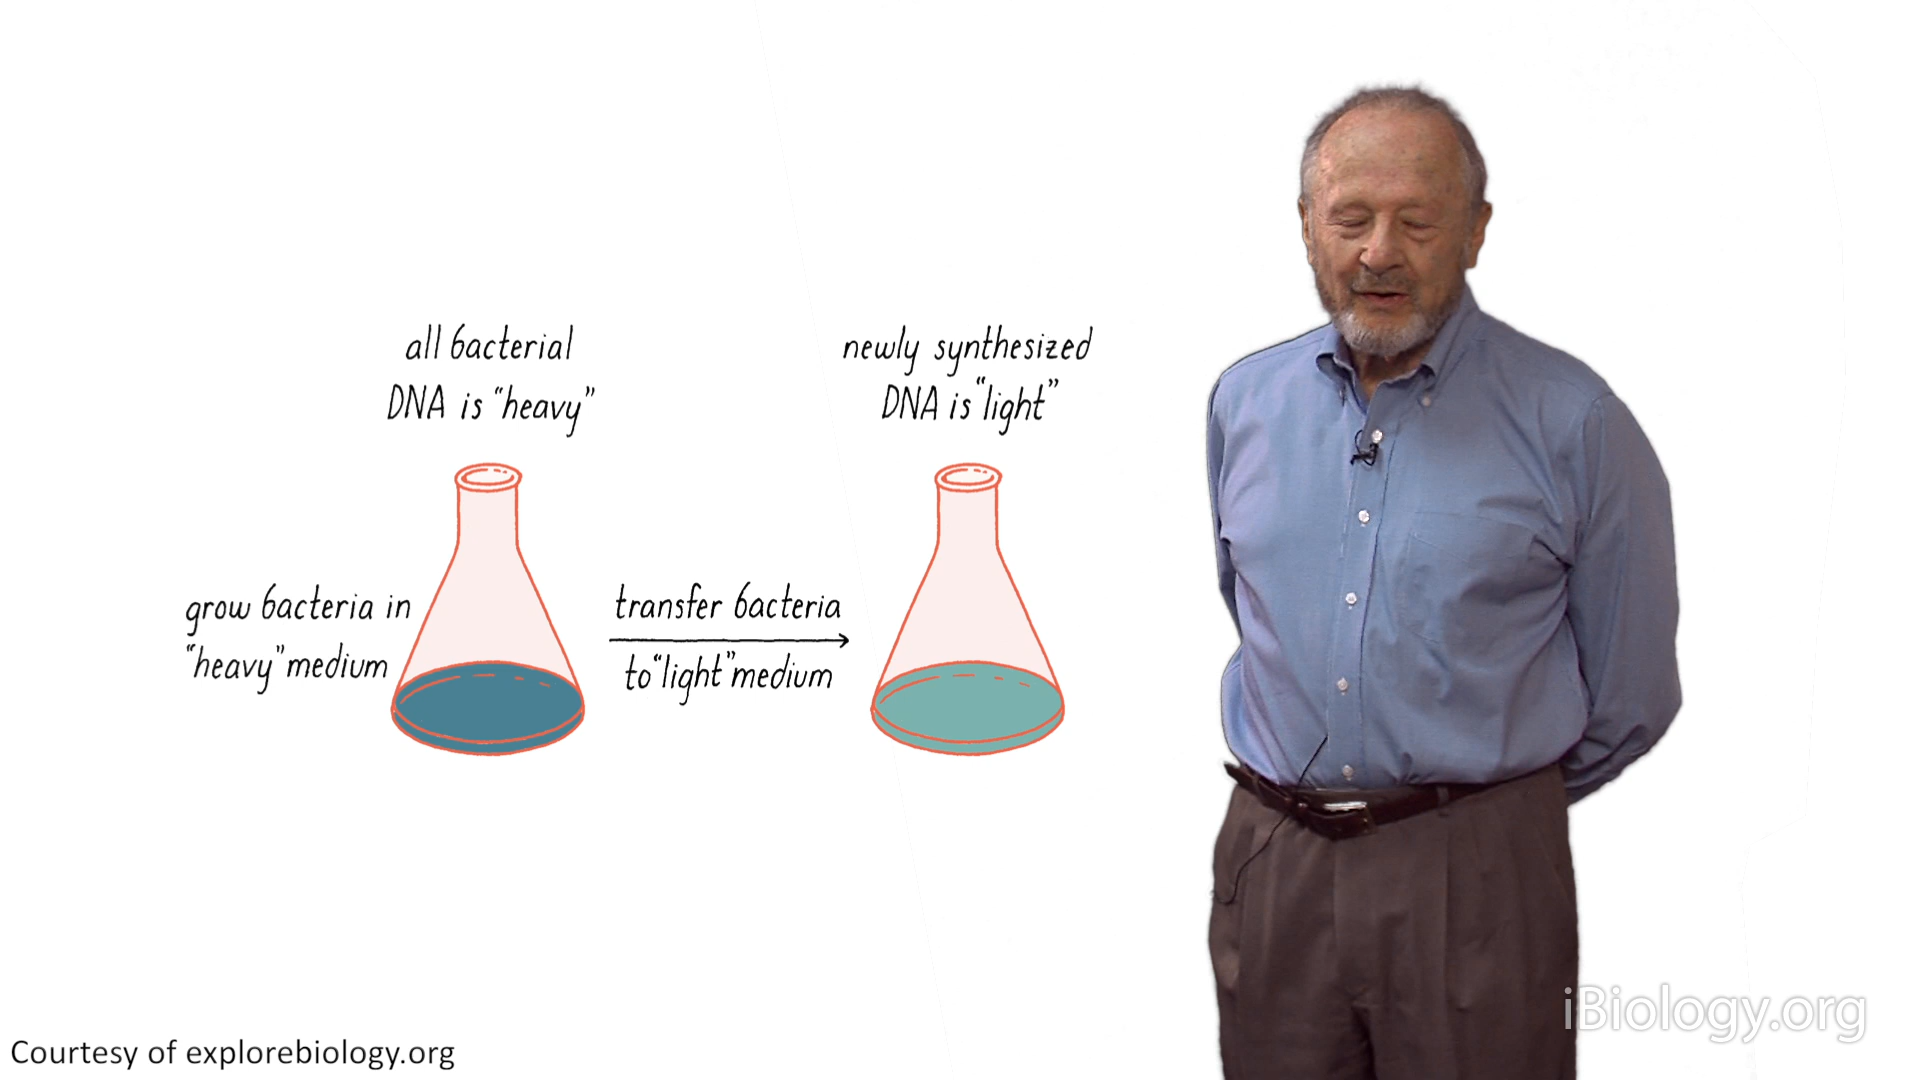 all bacterial
DNA is "heavy"
newly synthesized
DNA is "light"
grow bacteria in
"heavy" medium
transfer bacteria
to "light" medium
iBiology.org
Courtesy of explorebiology.org